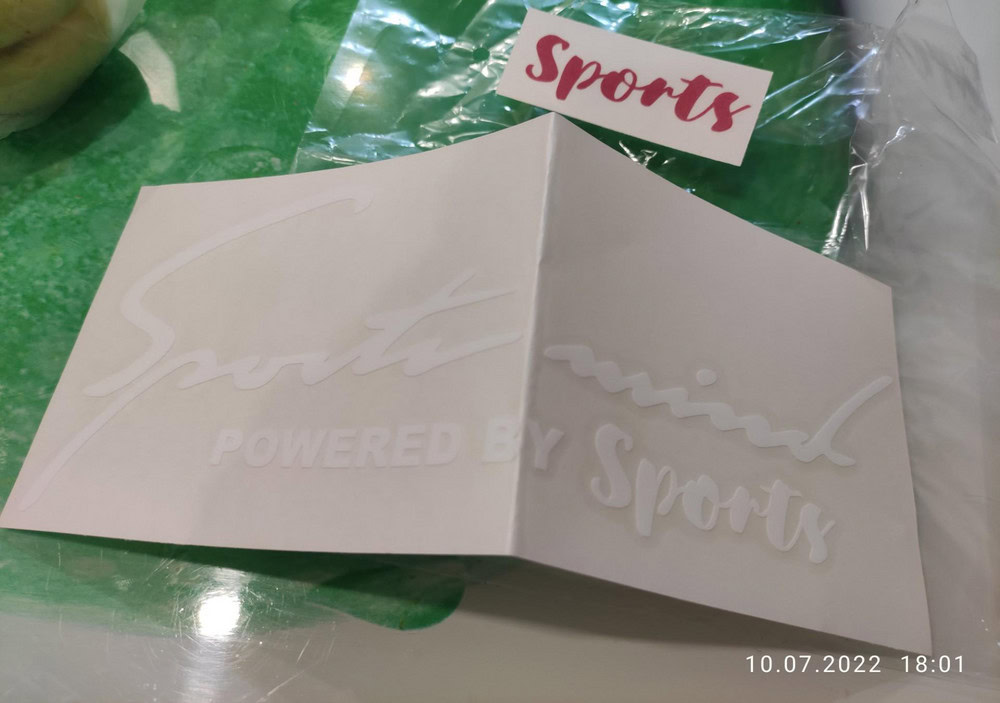 Sports
Sports mind
POWERED BY Sports
10.07.2022 18:01